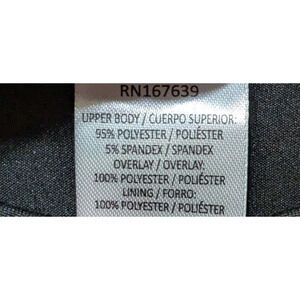 RN167639
UPPER BODY / CUERPO SUPERIOR:
95% POLYESTER / POLIÉSTER
5% SPANDEX / SPANDEX
OVERLAY / OVERLAY:
100% POLYESTER / POLIÉSTER
LINING / FORRO:
100% POLYESTER / POLIÉSTER